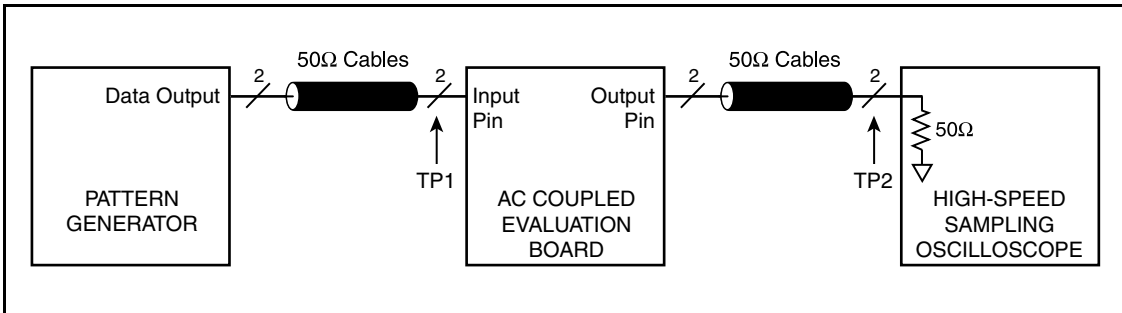 50Ω Cables
50Ω Cables
2
2
2
2
Data Output
Input
Pin
Output
Pin
50Ω
TP1
TP2
PATTERN
GENERATOR
AC COUPLED
EVALUATION
BOARD
HIGH-SPEED
SAMPLING
OSCILLOSCOPE